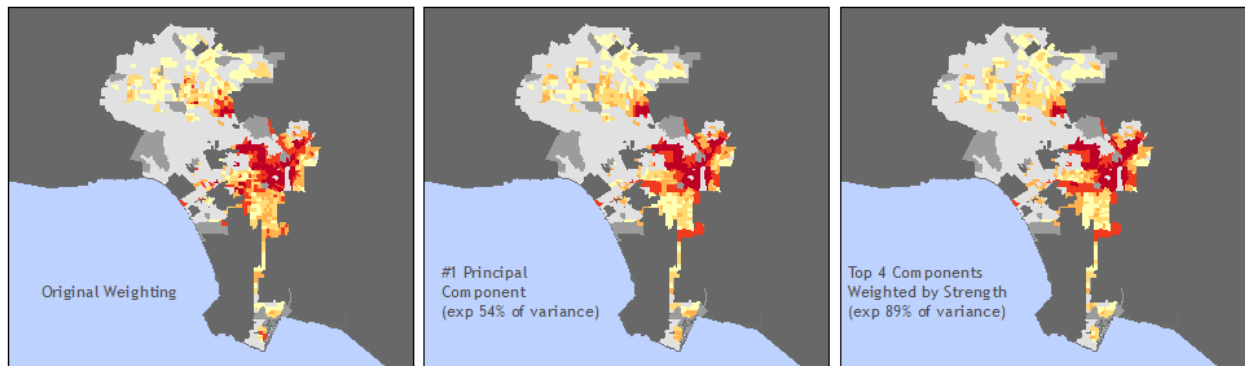 Original Weighting
#1 Principal
Component
(exp 54% of variance)
Top 4 Components
Weighted by Strength
(exp 89% of variance)